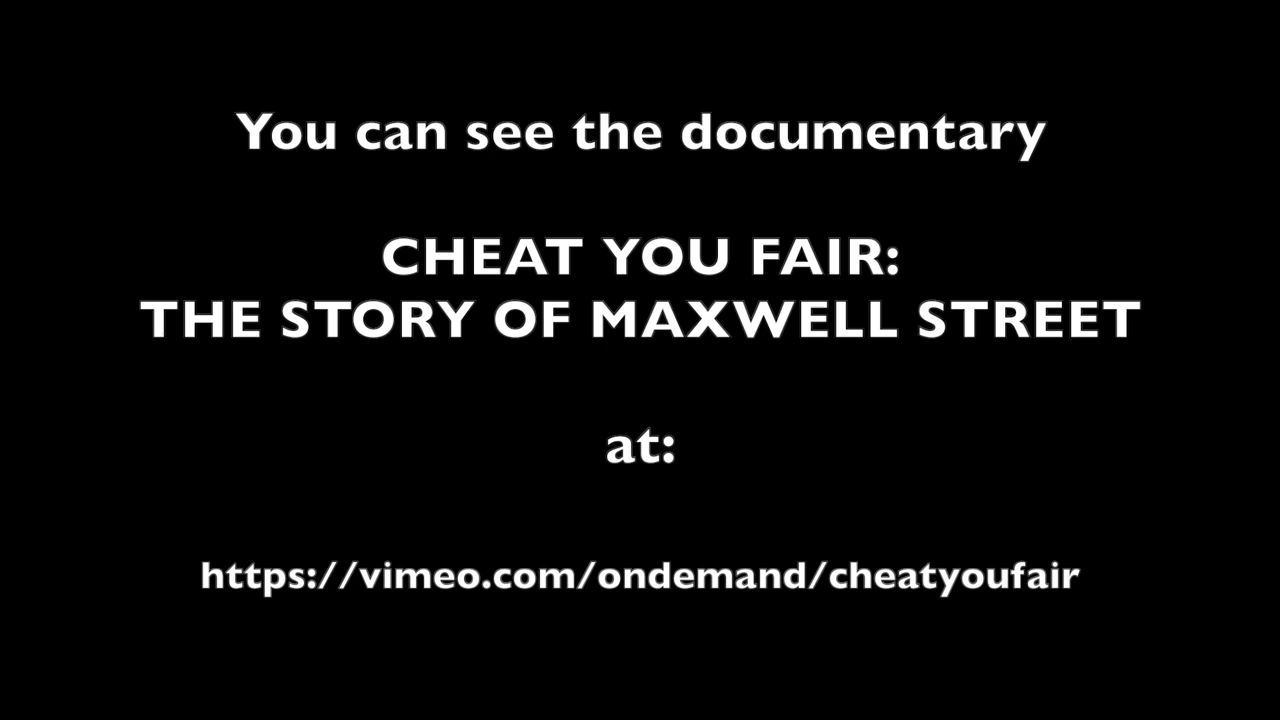 You can see the documentary
CHEAT YOU FAIR:
THE STORY OF MAXWELL STREET
at:
https://vimeo.com/ondemand/cheatyoufair